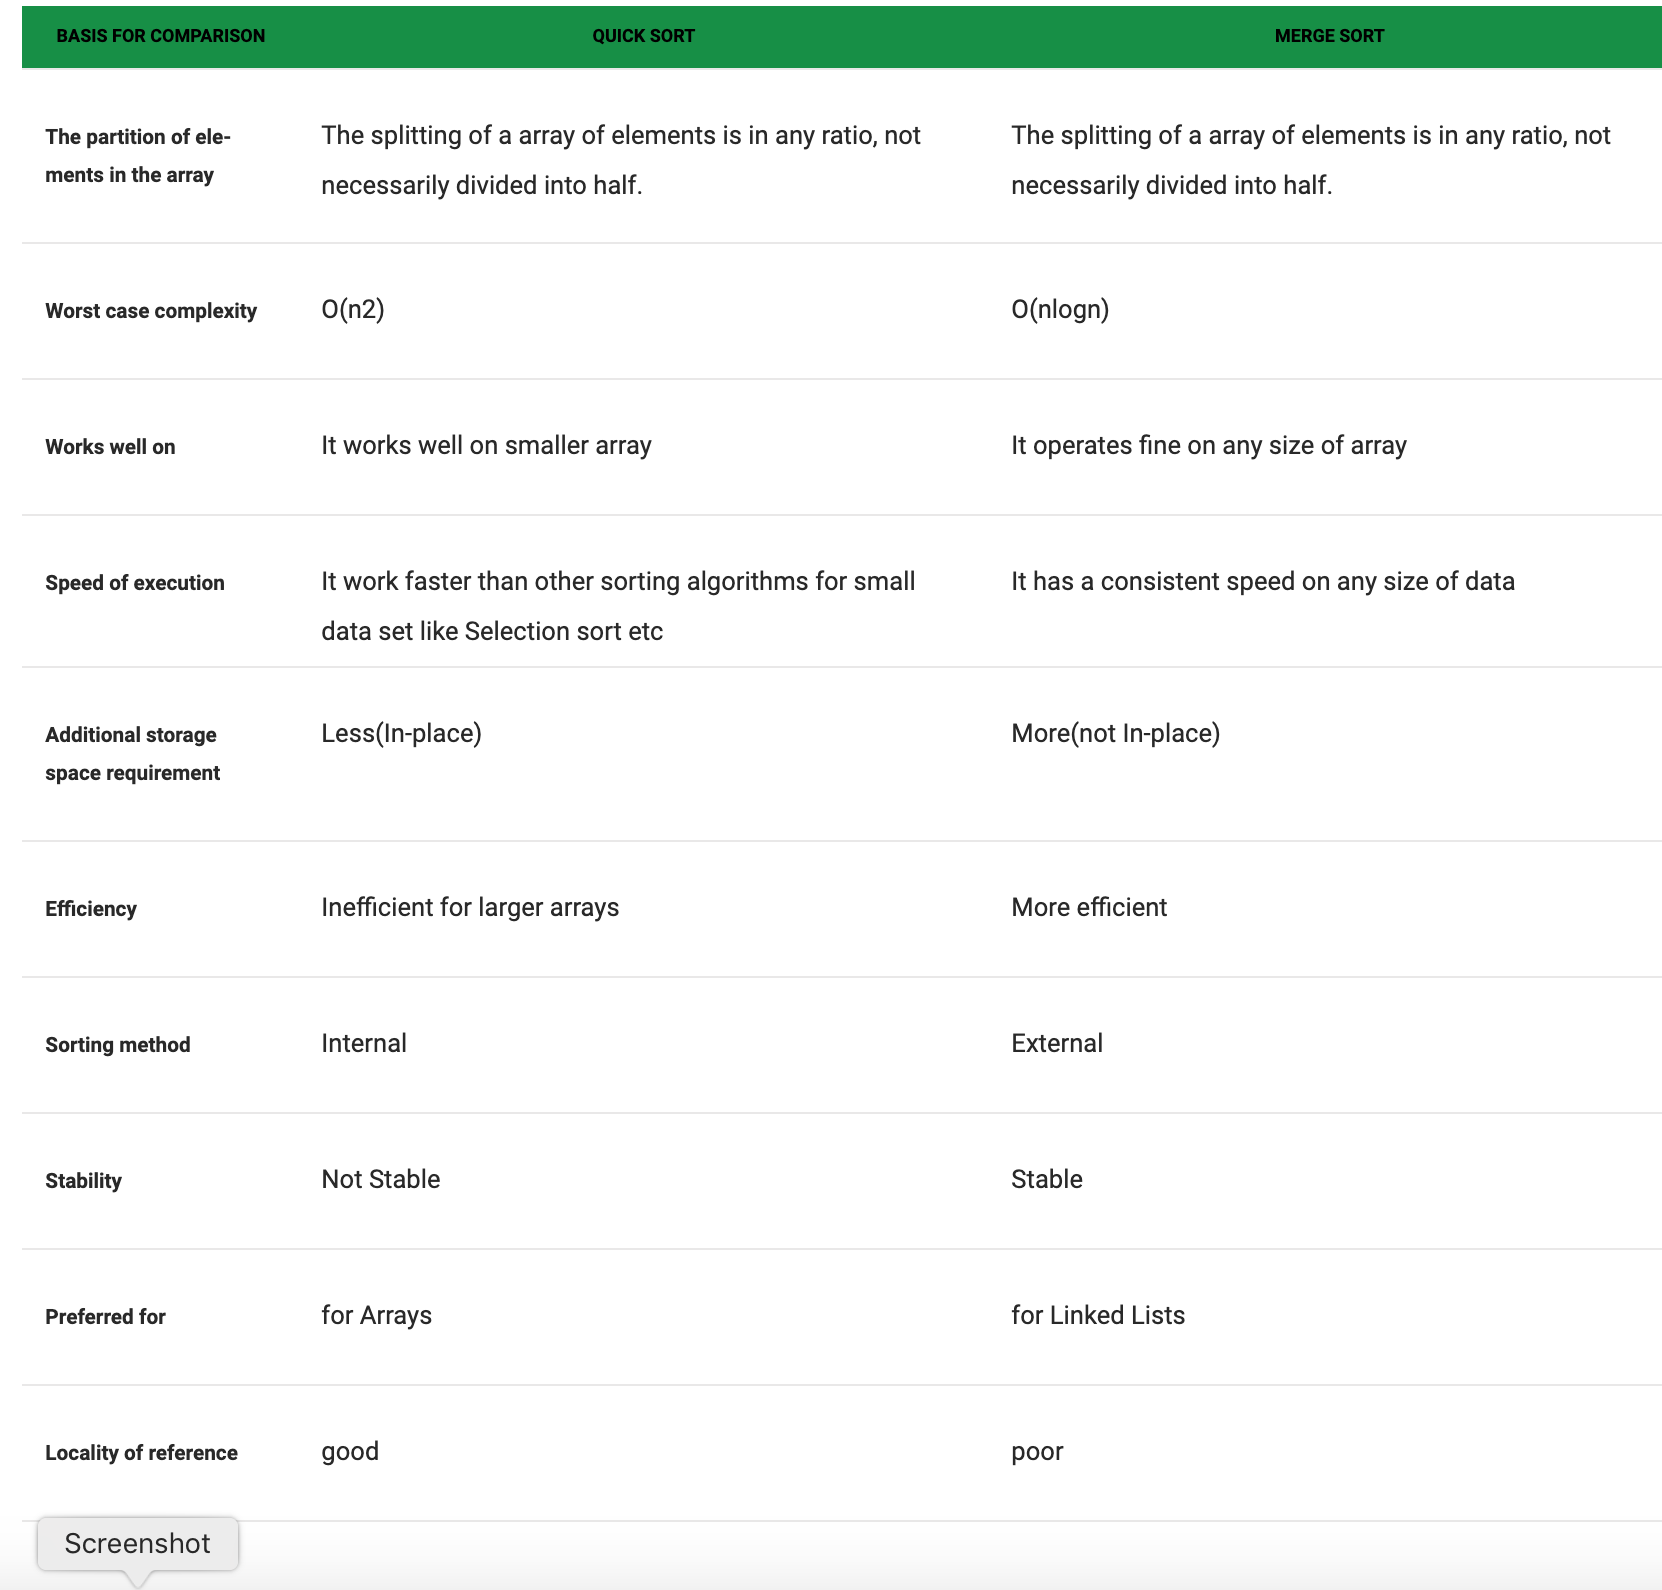 BASIS FOR COMPARISON QUICK SORT MERGE SORT
The partition of ele-
ments in the array
The splitting of a array of elements is in any ratio, not
necessarily divided into half.
The splitting of a array of elements is in any ratio, not
necessarily divided into half.
Worst case complexity O(n2) O(nlogn)
Works well on It works well on smaller array It operates fine on any size of array
Speed of execution
It work faster than other sorting algorithms for small
data set like Selection sort etc
It has a consistent speed on any size of data
Additional storage
space requirement
Less(In-place)
More(not In-place)
Efficiency Inefficient for larger arrays More efficient
Sorting method Internal External
Stability Not Stable Stable
Preferred for for Arrays for Linked Lists
Locality of reference good poor
Screenshot